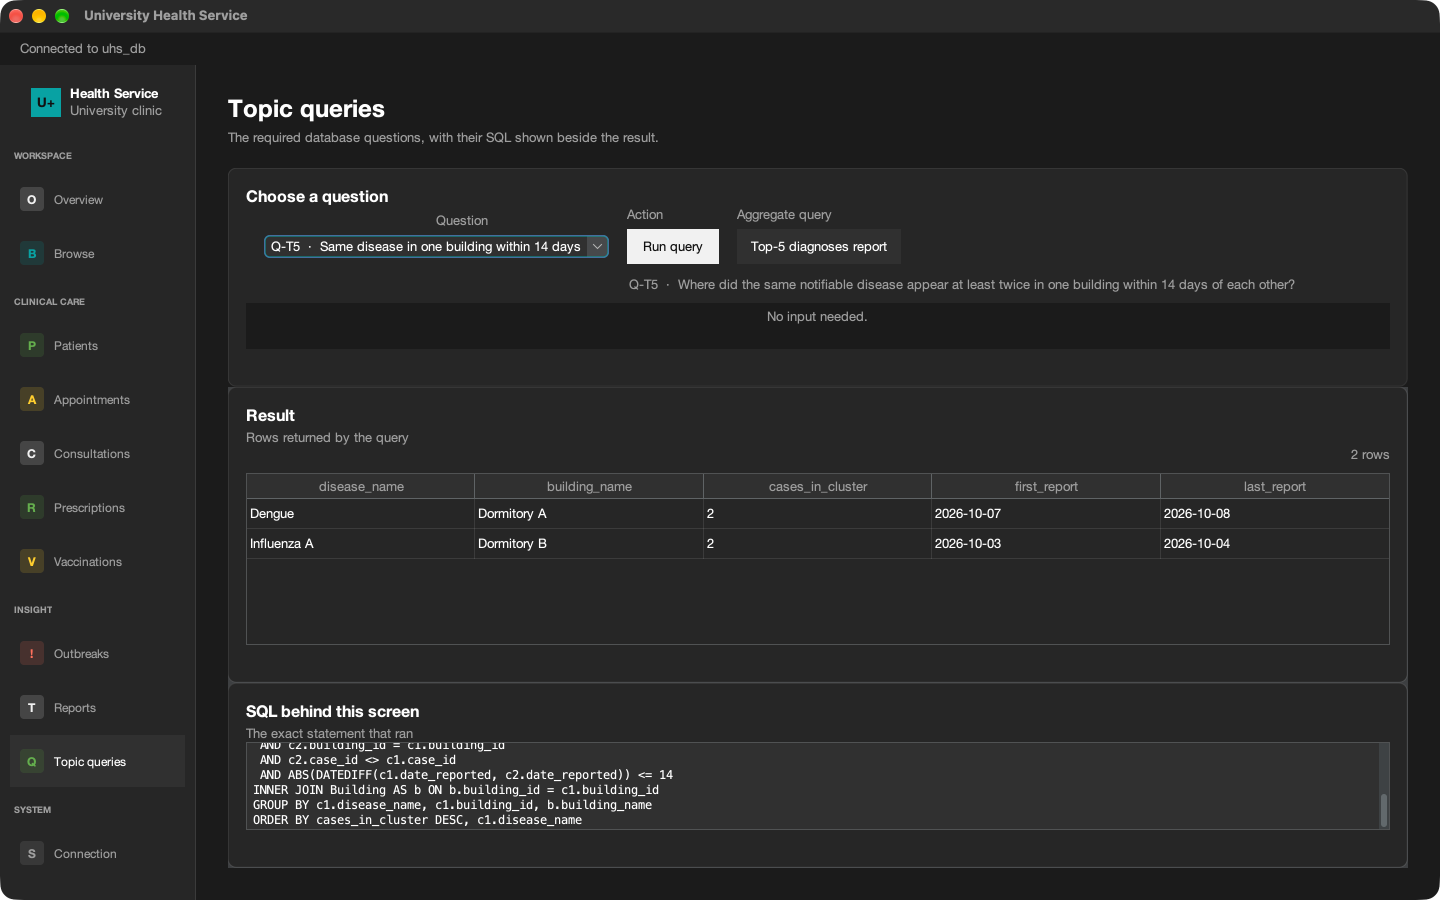 University Health Service
Connected to uhs_db
U+
Health Service
University clinic
WORKSPACE
O Overview
B Browse
CLINICAL CARE
P Patients
A Appointments
C Consultations
R Prescriptions
V Vaccinations
INSIGHT
! Outbreaks
T Reports
Q Topic queries
SYSTEM
S Connection
Topic queries
The required database questions, with their SQL shown beside the result.
Choose a question
Question
Action
Aggregate query
Q-T5 · Same disease in one building within 14 days
Run query
Top-5 diagnoses report
Q-T5 · Where did the same notifiable disease appear at least twice in one building within 14 days of each other?
No input needed.
Result
Rows returned by the query
2 rows
disease_name building_name cases_in_cluster first_report last_report
Dengue Dormitory A 2 2026-10-07 2026-10-08
Influenza A Dormitory B 2 2026-10-03 2026-10-04
SQL behind this screen
The exact statement that ran
AND c2.building_id = c1.building_id
AND c2.case_id <> c1.case_id
AND ABS(DATEDIFF(c1.date_reported, c2.date_reported)) <= 14
INNER JOIN Building AS b ON b.building_id = c1.building_id
GROUP BY c1.disease_name, c1.building_id, b.building_name
ORDER BY cases_in_cluster DESC, c1.disease_name